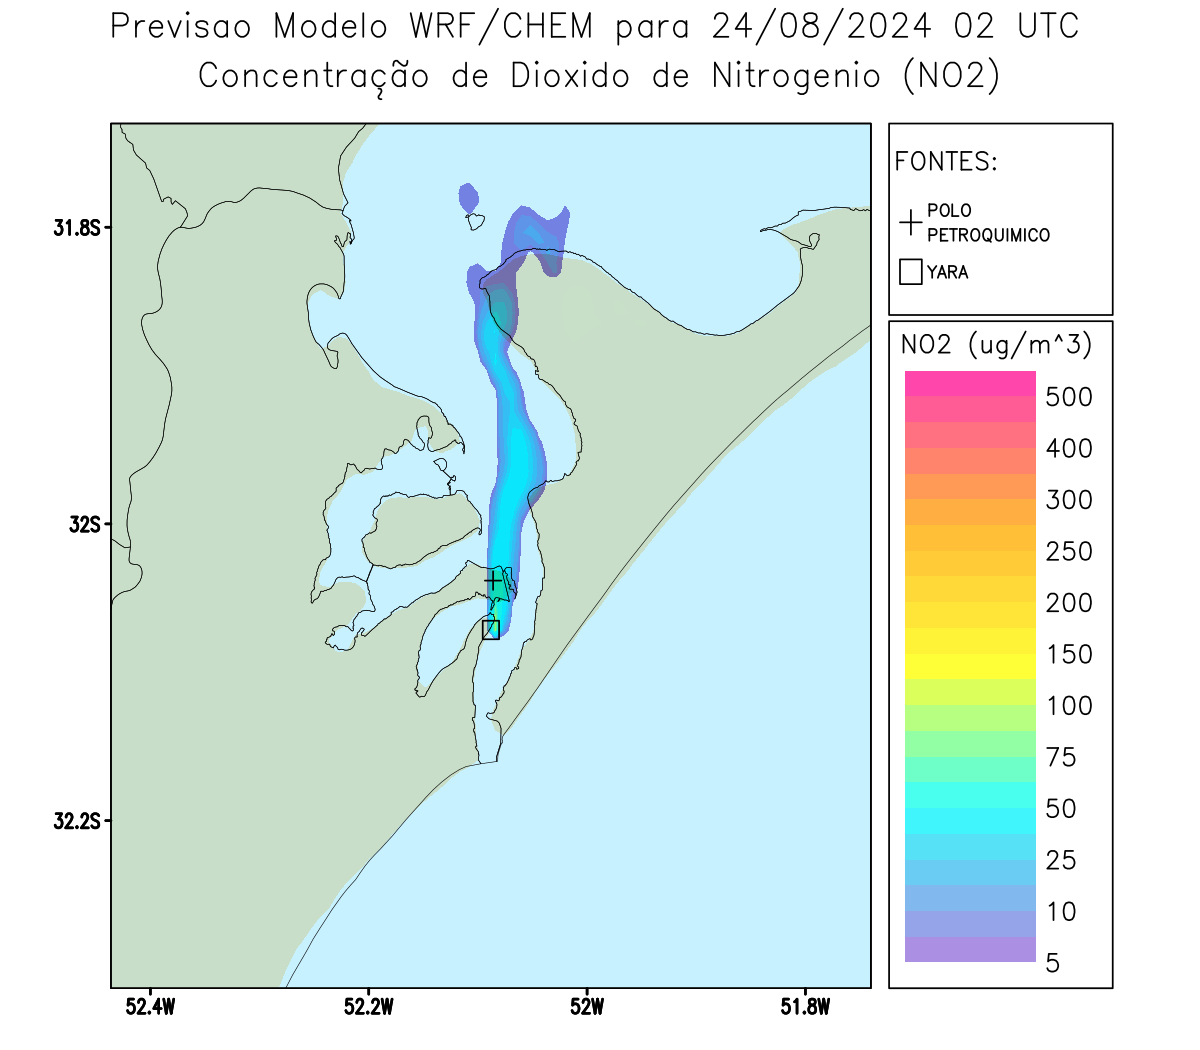 Previsao Modelo WRF/CHEM para 24/08/2024 02 UTC
Concentração de Dioxido de Nitrogenio (NO2)
FONTES:
POLO
PETROQUIMICO
YARA
31.8S
32S
32.2S
52.4W
52.2W
52W
51.8W
NO2 (ug/m^3)
500
400
300
250
200
150
100
75
50
25
10
5